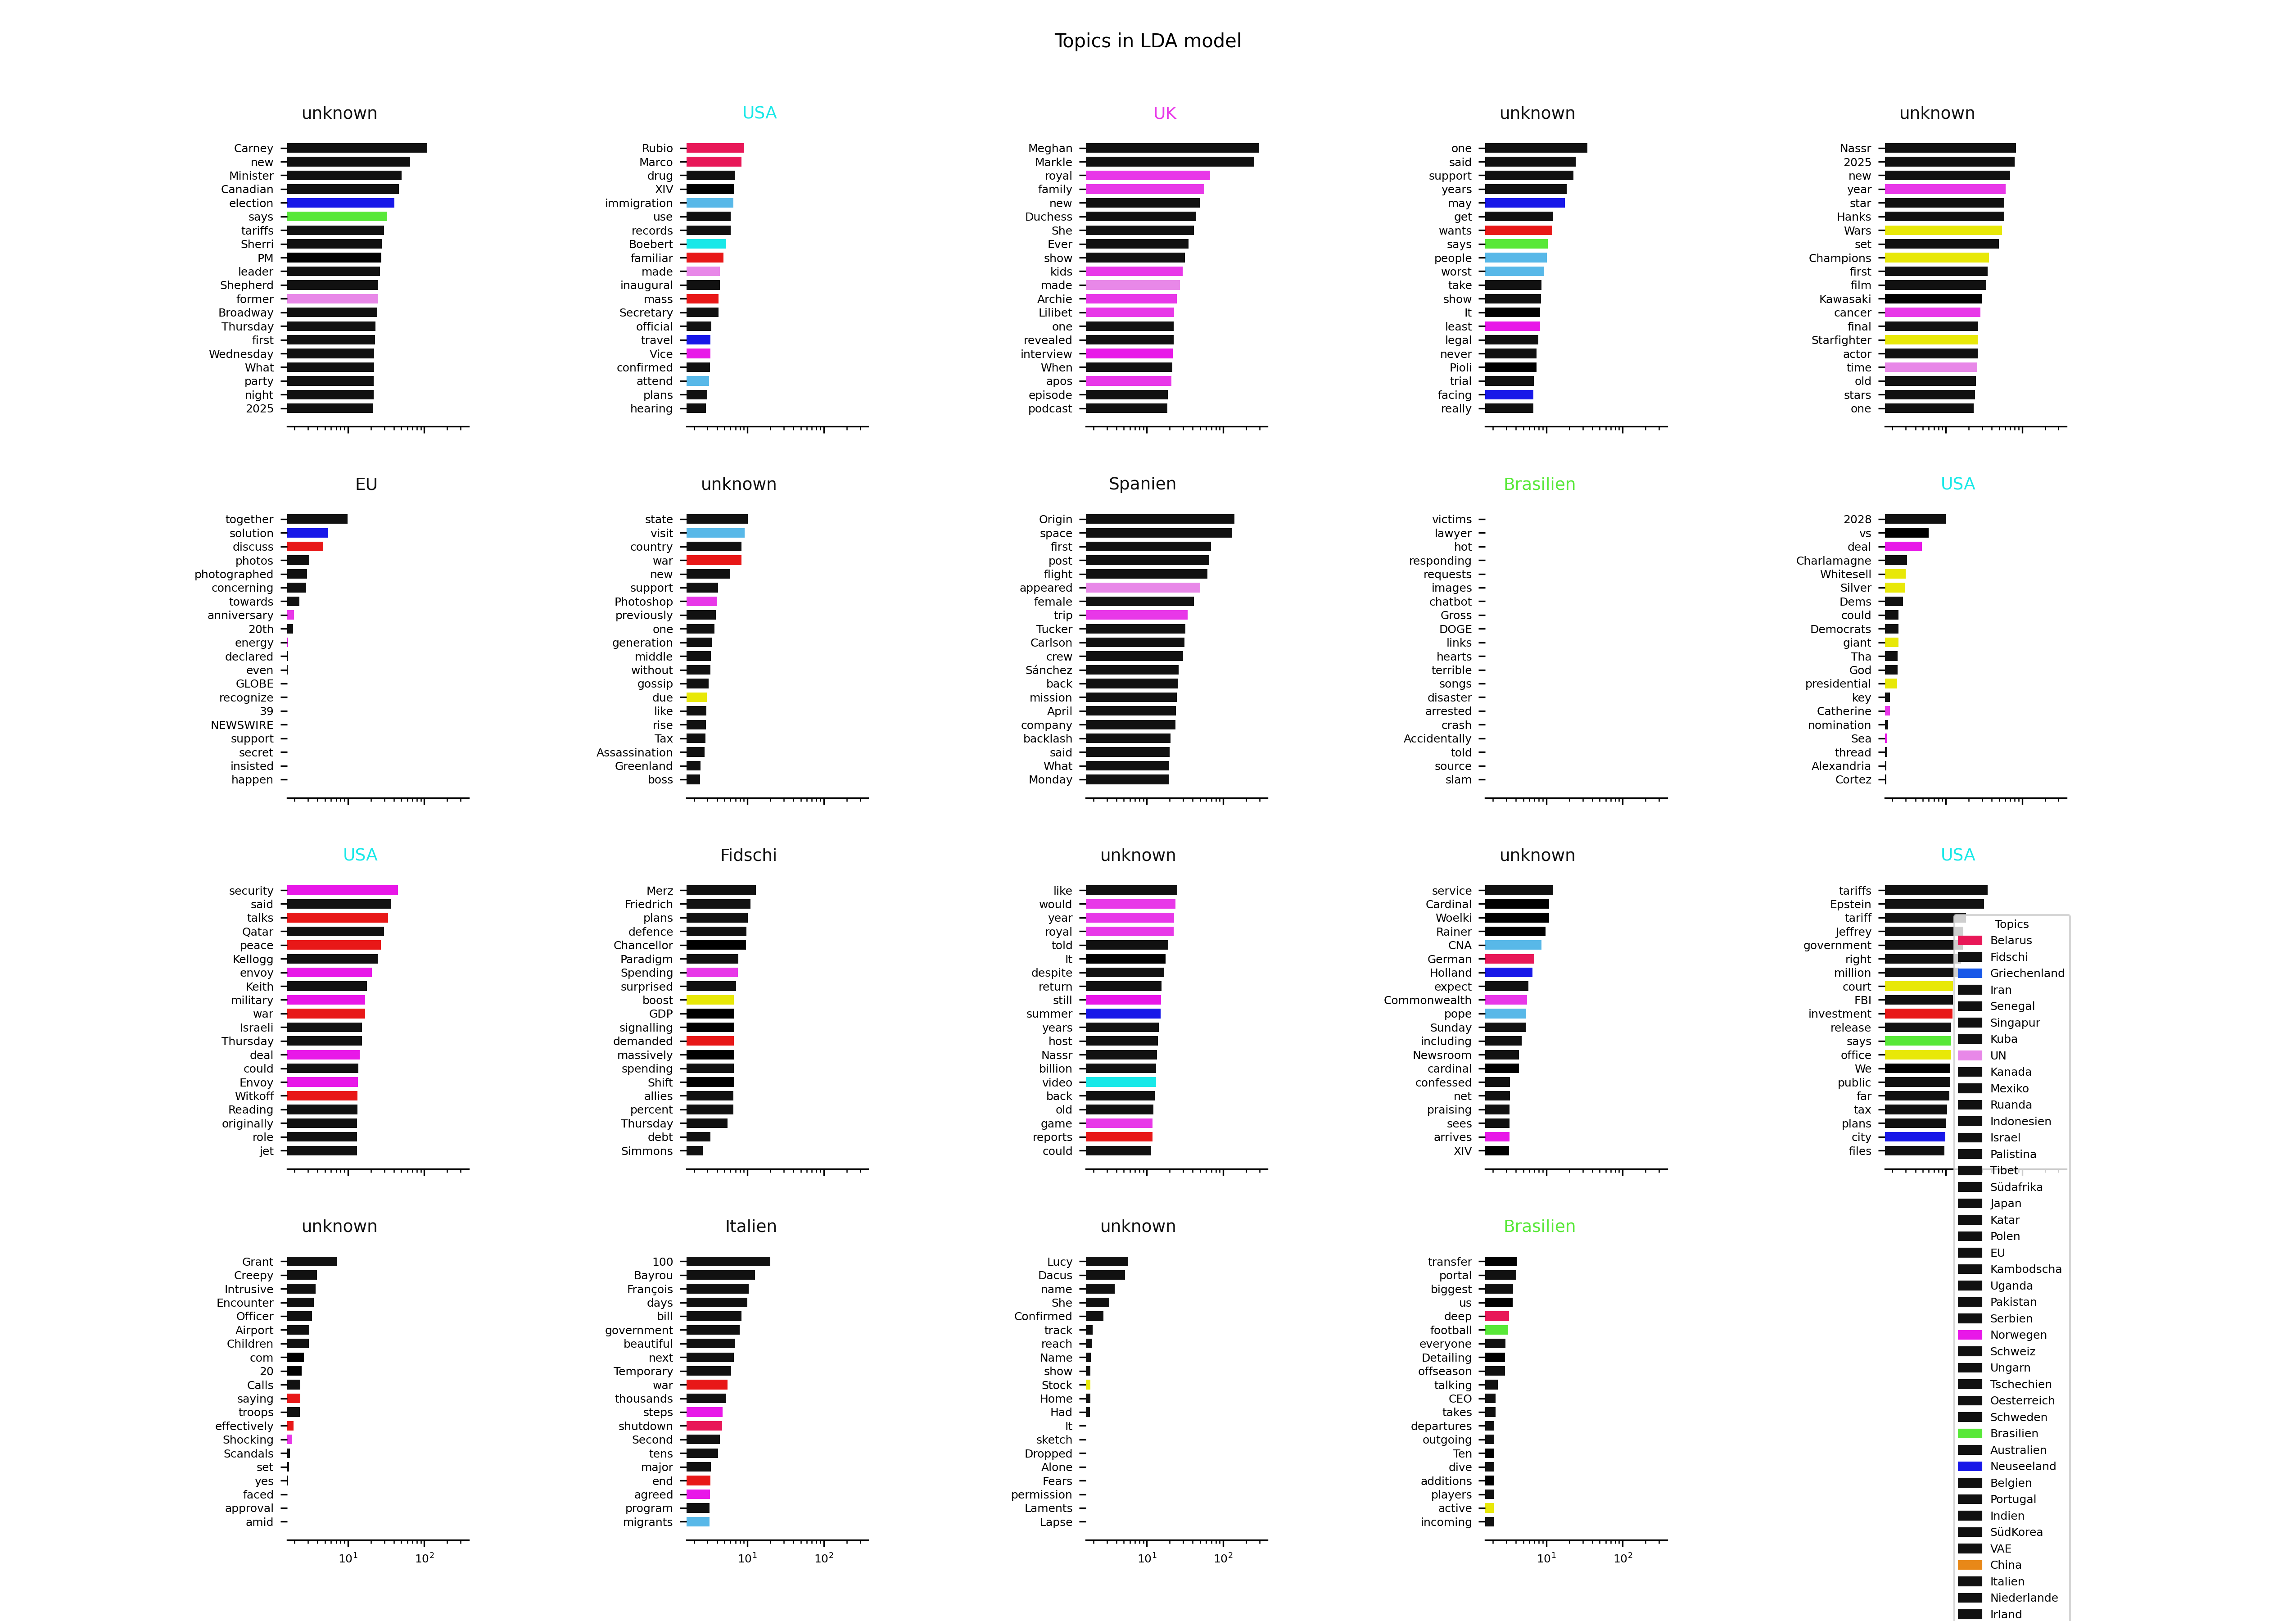 Topics in LDA model
unknown
Carney
new
Minister
Canadian
election
says
tariffs
Sherri
PM
leader
Shepherd
former
Broadway
Thursday
first
Wednesday
What
party
night
2025
USA
Rubio
Marco
drug
XIV
immigration
use
records
Boebert
familiar
made
inaugural
mass
Secretary
official
travel
Vice
confirmed
attend
plans
hearing
UK
Meghan
Markle
royal
family
new
Duchess
She
Ever
show
kids
made
Archie
Lilibet
one
revealed
interview
When
apos
episode
podcast
unknown
one
said
support
years
may
get
wants
says
people
worst
take
show
It
least
legal
never
Pioli
trial
facing
really
unknown
Nassr
2025
new
year
star
Hanks
Wars
set
Champions
first
film
Kawasaki
cancer
final
Starfighter
actor
time
old
stars
one
EU
together
solution
discuss
photos
photographed
concerning
towards
anniversary
20th
energy
declared
even
GLOBE
recognize
39
NEWSWIRE
support
secret
insisted
happen
unknown
state
visit
country
war
new
support
Photoshop
previously
one
generation
middle
without
gossip
due
like
rise
Tax
Assassination
Greenland
boss
Spanien
Origin
space
first
post
flight
appeared
female
trip
Tucker
Carlson
crew
Sánchez
back
mission
April
company
backlash
said
What
Monday
Brasilien
victims
lawyer
hot
responding
requests
images
chatbot
Gross
DOGE
links
hearts
terrible
songs
disaster
arrested
crash
Accidentally
told
source
slam
USA
2028
vs
deal
Charlamagne
Whitesell
Silver
Dems
could
Democrats
giant
Tha
God
presidential
key
Catherine
nomination
Sea
thread
Alexandria
Cortez
USA
security
said
talks
Qatar
peace
Kellogg
envoy
Keith
military
war
Israeli
Thursday
deal
could
Envoy
Witkoff
Reading
originally
role
jet
Fidschi
Merz
Friedrich
plans
defence
Chancellor
Paradigm
Spending
surprised
boost
GDP
signalling
demanded
massively
spending
Shift
allies
percent
Thursday
debt
Simmons
unknown
like
would
year
royal
told
It
despite
return
still
summer
years
host
Nassr
billion
video
back
old
game
reports
could
unknown
service
Cardinal
Woelki
Rainer
CNA
German
Holland
expect
Commonwealth
pope
Sunday
including
Newsroom
cardinal
confessed
net
praising
sees
arrives
XIV
USA
tariffs
Epstein
tariff
Jeffrey
government
right
million
court
FBI
investment
release
says
office
We
public
far
tax
plans
city
files
unknown
Grant
Creepy
Intrusive
Encounter
Officer
Airport
Children
com
20
Calls
saying
troops
effectively
Shocking
Scandals
set
yes
faced
approval
amid
10¹ 10²
Italien
100
Bayrou
François
days
bill
government
beautiful
next
Temporary
war
thousands
steps
shutdown
Second
tens
major
end
agreed
program
migrants
10¹ 10²
unknown
Lucy
Dacus
name
She
Confirmed
track
reach
Name
show
Stock
Home
Had
It
sketch
Dropped
Alone
Fears
permission
Laments
Lapse
10¹ 10²
Brasilien
transfer
portal
biggest
us
deep
football
everyone
Detailing
offseason
talking
CEO
takes
departures
outgoing
Ten
dive
additions
players
active
incoming
10¹ 10²
Topics
Belarus
Fidschi
Griechenland
Iran
Senegal
Singapur
Kuba
UN
Kanada
Mexiko
Ruanda
Indonesien
Israel
Palistina
Tibet
Südafrika
Japan
Katar
Polen
EU
Kambodscha
Uganda
Pakistan
Serbien
Norwegen
Schweiz
Ungarn
Tschechien
Oesterreich
Schweden
Brasilien
Australien
Neuseeland
Belgien
Portugal
Indien
SüdKorea
VAE
China
Italien
Niederlande
Irland